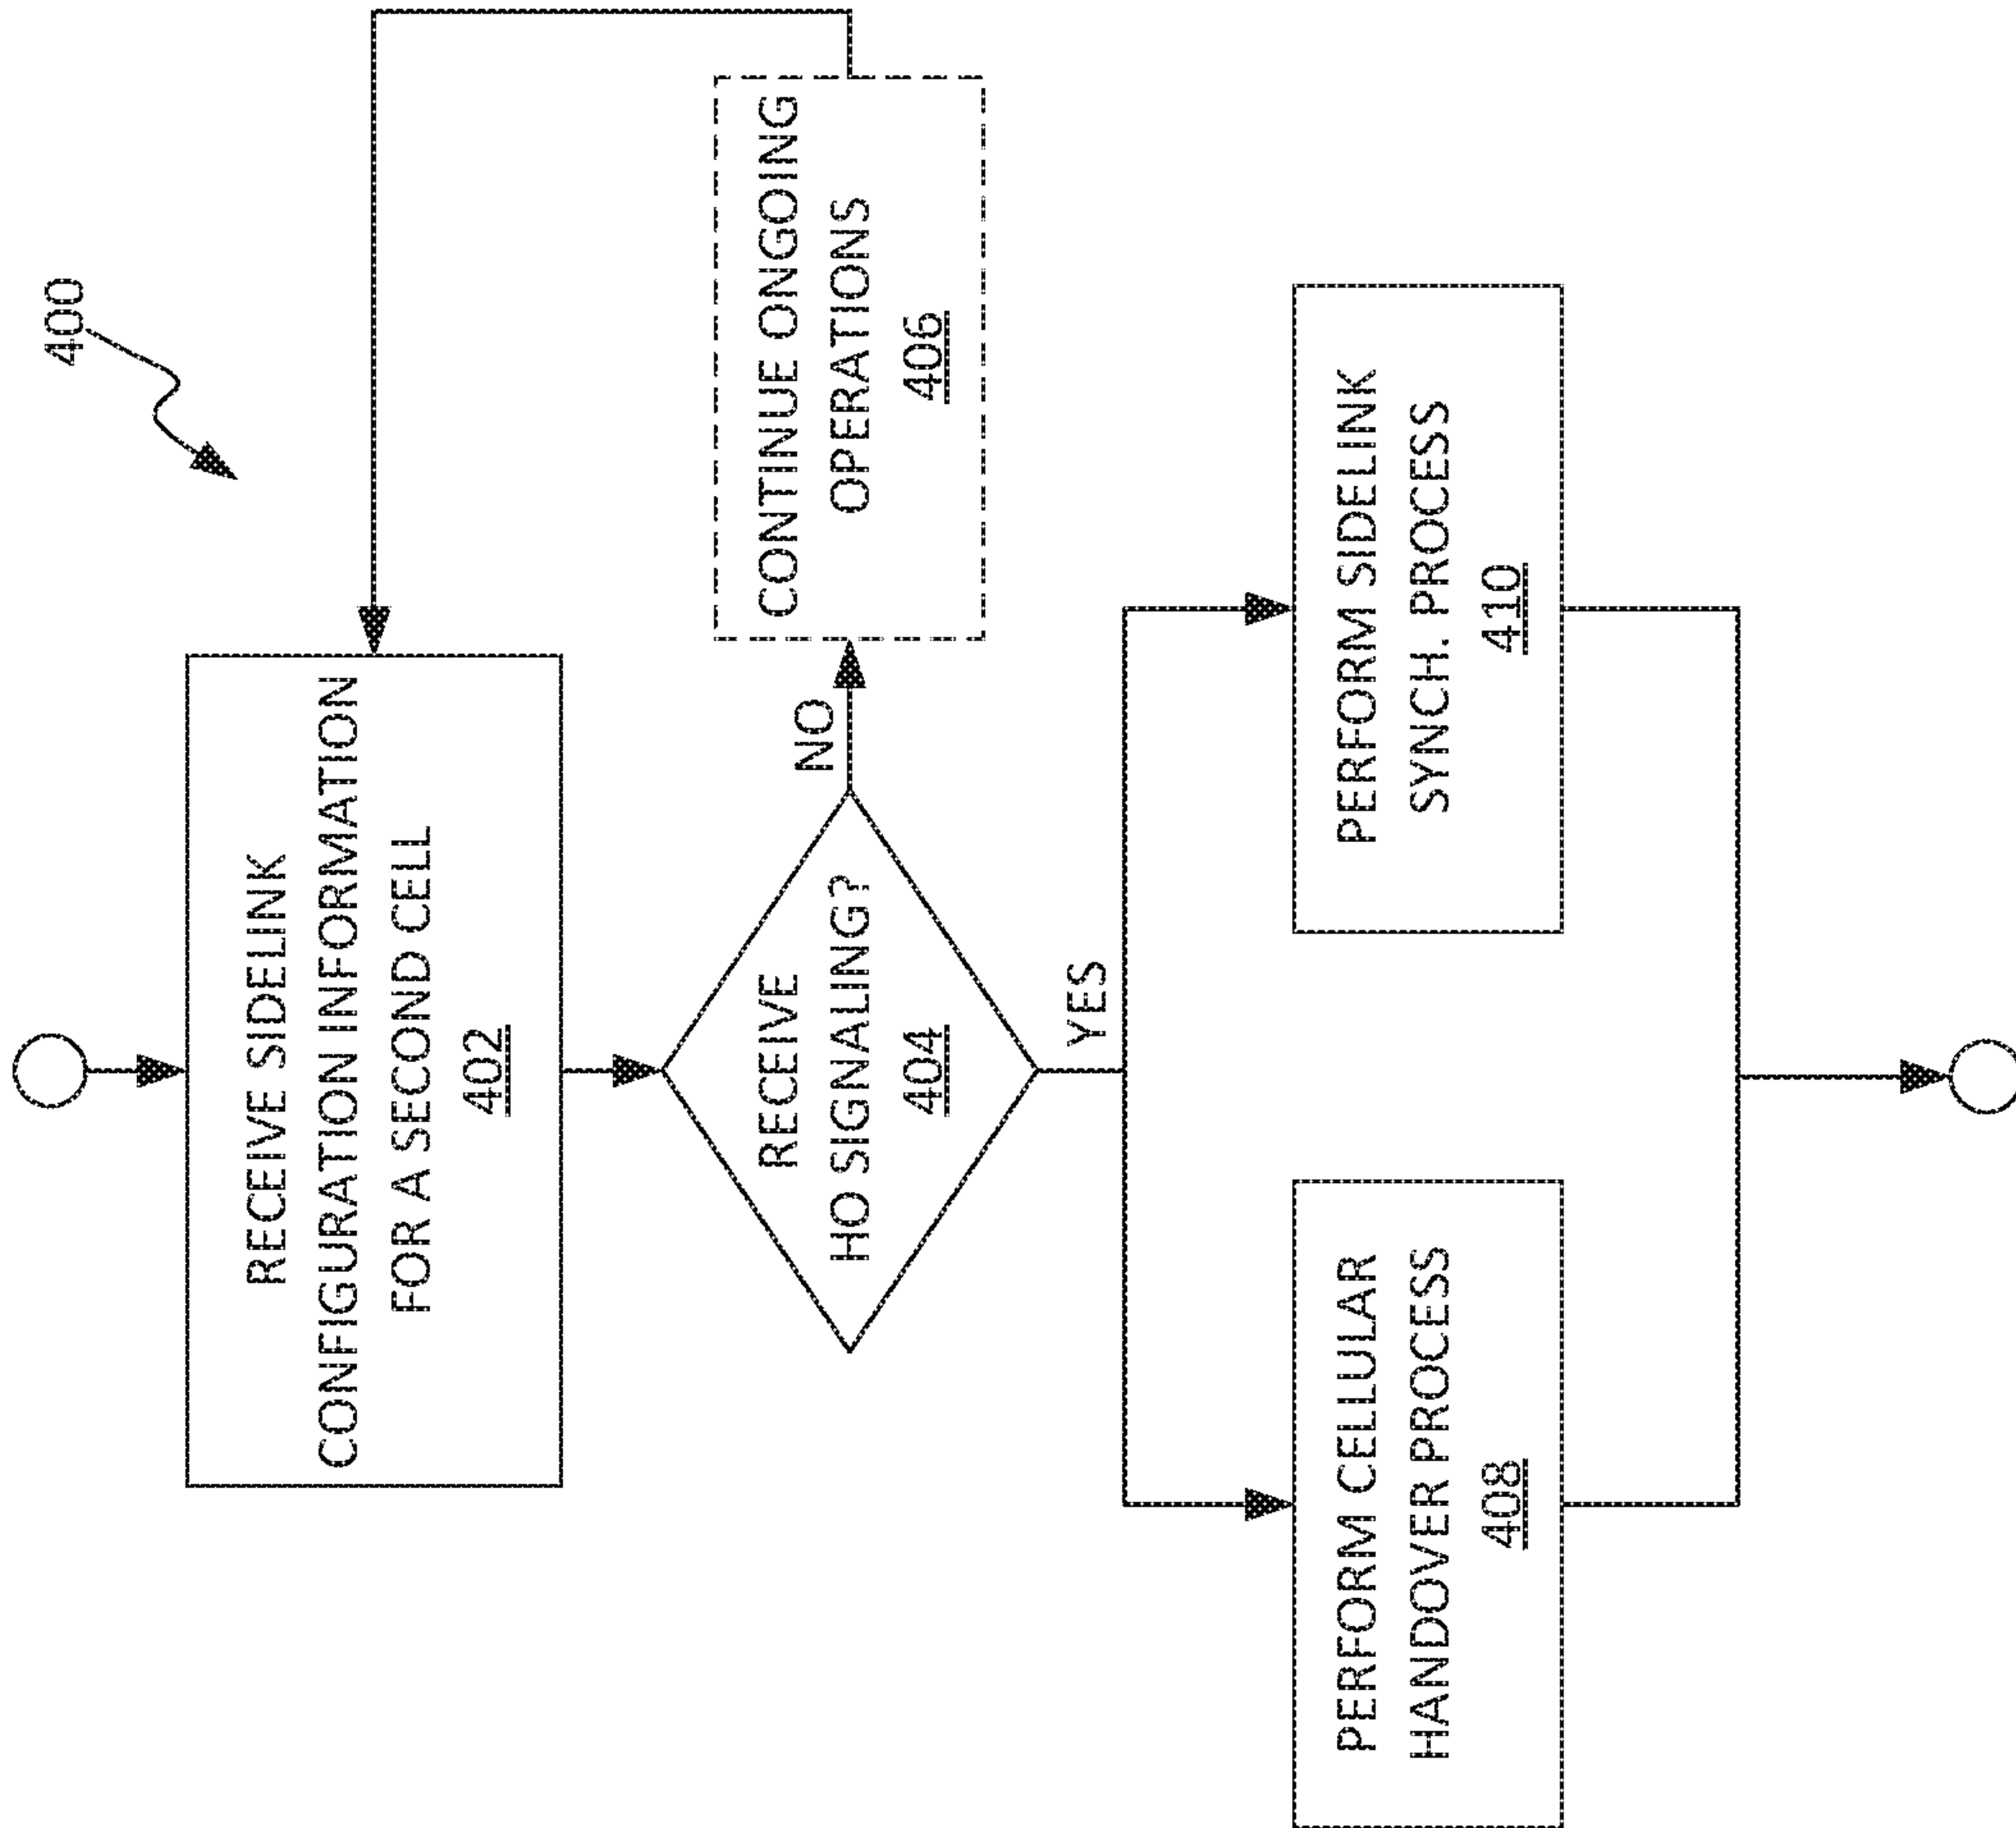 400
RECEIVE SIDELINK
CONFIGURATION INFORMATION
FOR A SECOND CELL
402
RECEIVE
HO SIGNALING?
404
NO
CONTINUE ONGOING
OPERATIONS
406
YES
PERFORM CELLULAR
HANDOVER PROCESS
408
PERFORM SIDELINK
SYNCH. PROCESS
410